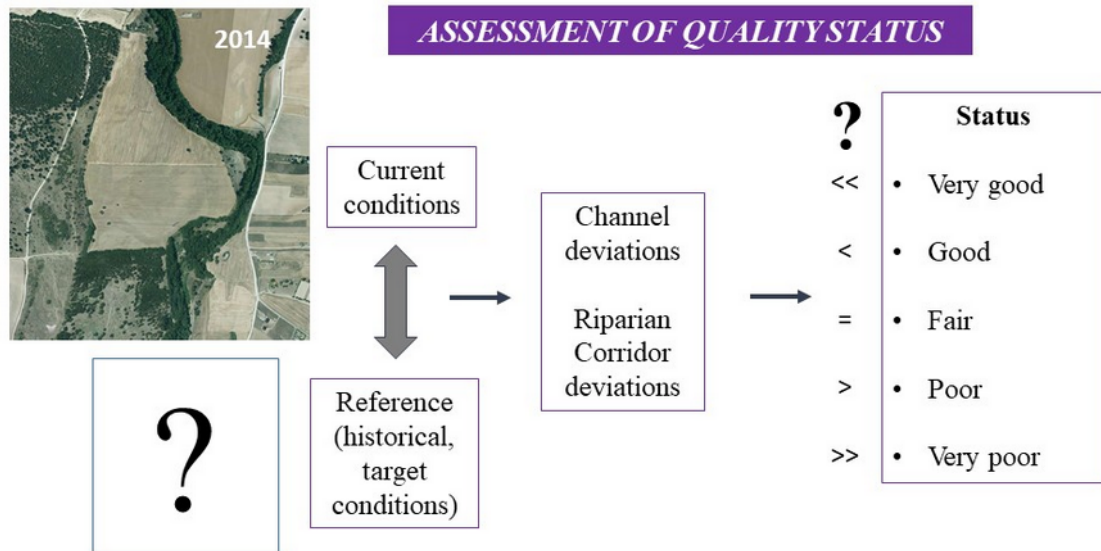 2014
ASSESSMENT OF QUALITY STATUS
Current
conditions
Reference
(historical,
target
conditions)
?
Channel
deviations
Riparian
Corridor
deviations
?
Status
<< • Very good
< • Good
= • Fair
> • Poor
>> • Very poor